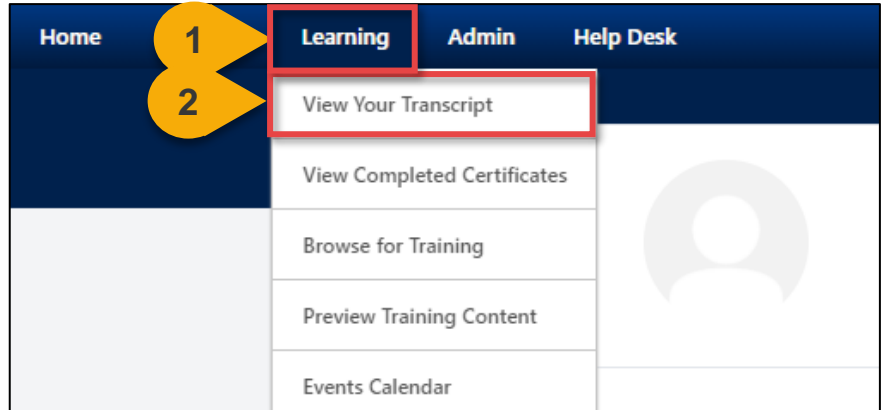 Home 1 Learning Admin Help Desk
2 View Your Transcript
View Completed Certificates
Browse for Training
Preview Training Content
Events Calendar